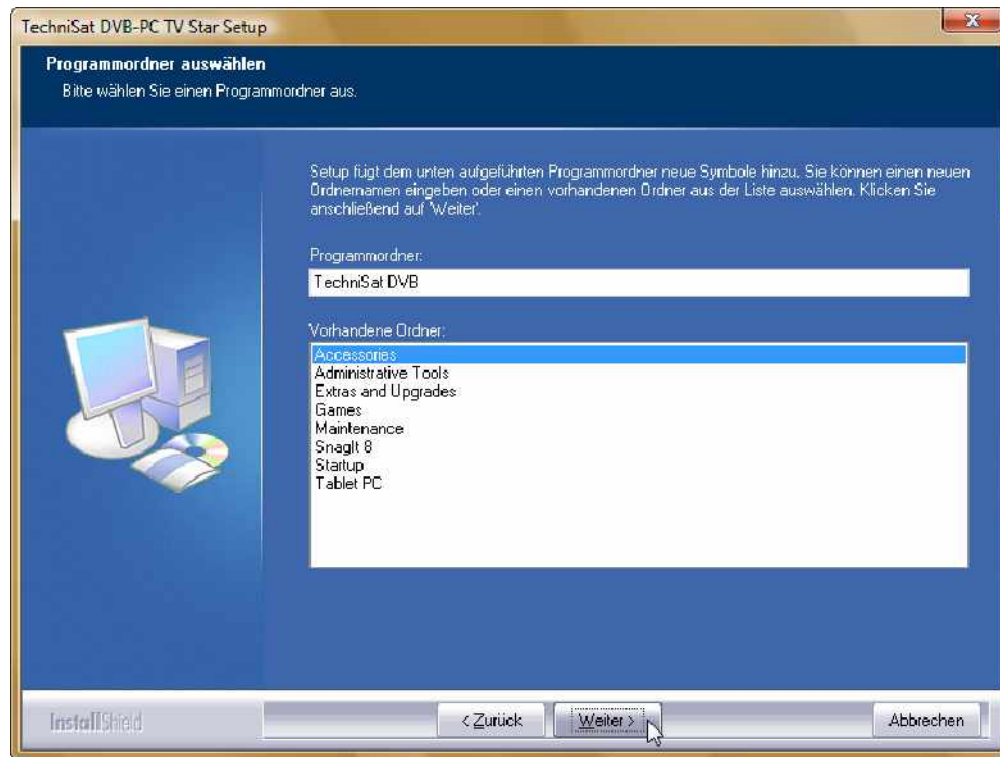 TechniSat DVB-PC TV Star Setup
Programmordner auswählen
Bitte wählen Sie einen Programmordner aus.
Setup fügt dem unten aufgeführten Programmordner neue Symbole hinzu. Sie können einen neuen
Ordnernamen eingeben oder einen vorhandenen Ordner aus der Liste auswählen. Klicken Sie
anschließend auf 'Weiter'.
Programmordner:
TechniSat DVB
Vorhandene Ordner:
Accessories
Administrative Tools
Extras and Upgrades
Games
Maintenance
SnagIt 8
Startup
Tablet PC
InstallShield
< Zurück
Weiter >
Abbrechen